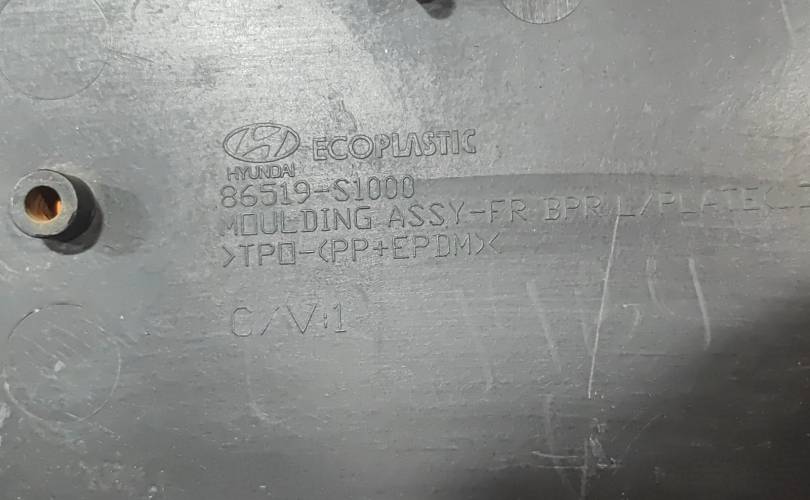 HYUNDAI ECOPLASTIC
86519-S1000
MOULDING ASSY-FR BPR L/PLATE
>TPO-(PP+EPDM)<
C/V:1